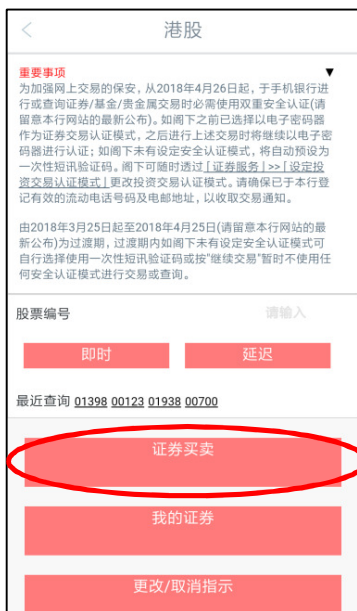 港股
重要事项
为加强网上交易的保安，从2018年4月26日起，于手机银行进
行或查询证券/基金/贵金属交易时必需使用双重安全认证(请
留意本行网站的最新公布)。如阁下之前已选择以电子密码器
作为证券交易认证模式，之后进行上述交易时将继续以电子密
码器进行认证；如阁下未有设定安全认证模式，将自动预设为
一次性短讯验证码。阁下可随时透过[证券服务] >> [设定投
资交易认证模式]更改投资交易认证模式。请确保已于本行登
记有效的流动电话号码及电邮地址，以收取交易通知。
由2018年3月25日起至2018年4月25日(请留意本行网站的最
新公布)为过渡期，过渡期内如阁下未有设定安全认证模式可
自行选择使用一次性短讯验证码或按"继续交易"暂时不使用任
何安全认证模式进行交易或查询。
股票编号 请输入
即时 延迟
最近查询 01398 00123 01938 00700
证券买卖
我的证券
更改/取消指示